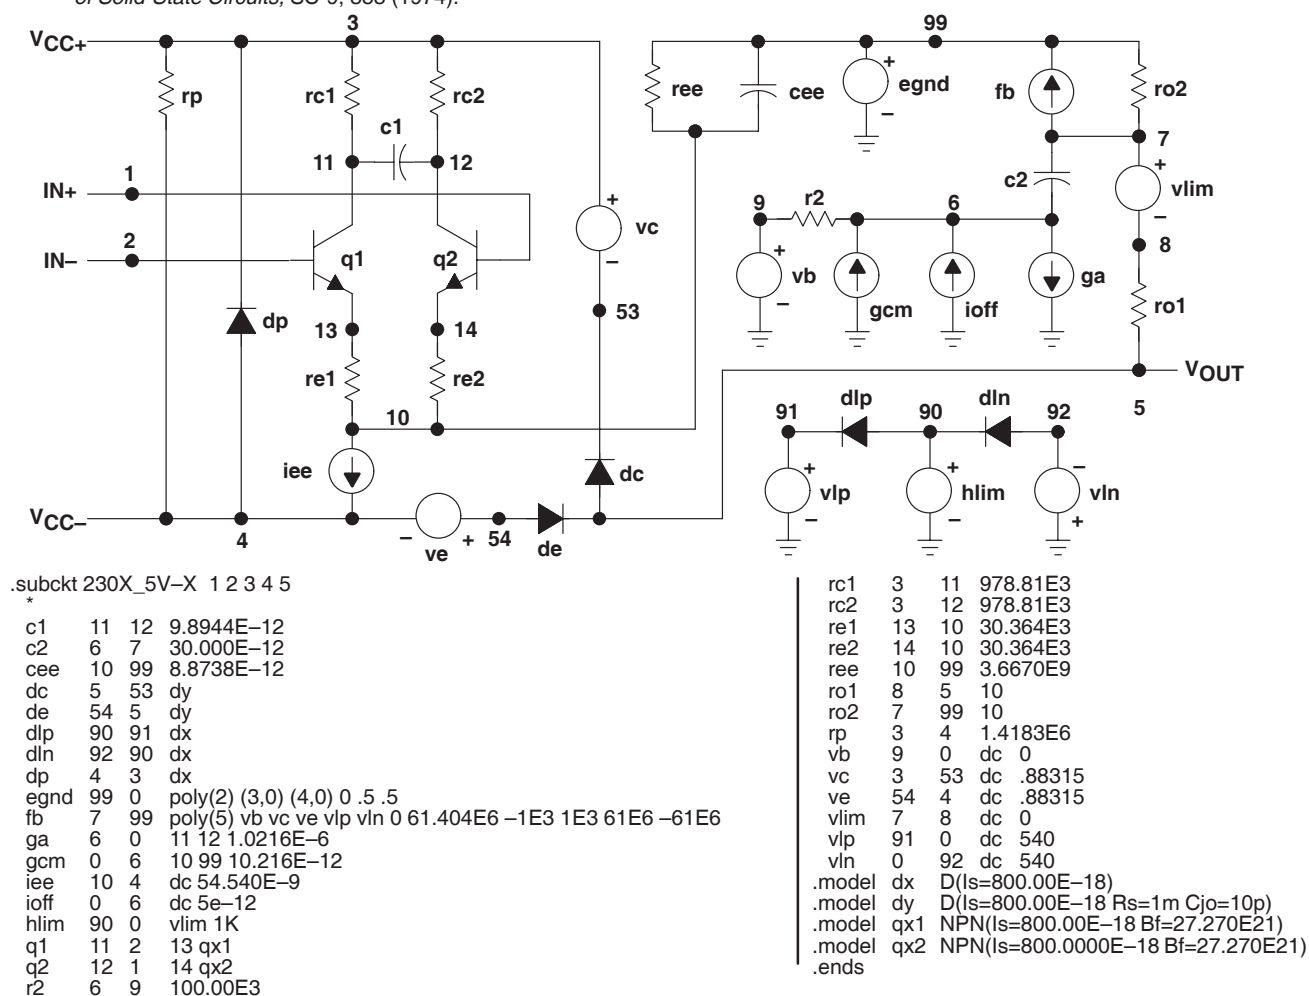 of Solid-State Circuits, SC-9, 353 (1974).
3
99
VCC+
rp
rc1
rc2
ree
cee
egnd
+
−
fb
ro2
c1
11
12
7
1
IN+
c2
+
vlim
−
9
r2
6
2
IN−
+
vc
−
q1
q2
8
+
vb
−
gcm
ioff
ga
53
ro1
dp
13
14
re1
re2
VOUT
5
10
91
dlp
90
dln
92
iee
dc
+
vlp
−
+
hlim
−
−
vln
+
VCC−
4
−
ve
+
54
de
.subckt 230X_5V−X 1 2 3 4 5
*
c1 11 12 9.8944E−12
c2 6 7 30.000E−12
cee 10 99 8.8738E−12
dc 5 53 dy
de 54 5 dy
dlp 90 91 dx
dln 92 90 dx
dp 4 3 dx
egnd 99 0 poly(2) (3,0) (4,0) 0 .5 .5
fb 7 99 poly(5) vb vc ve vlp vln 0 61.404E6 −1E3 1E3 61E6 −61E6
ga 6 0 11 12 1.0216E−6
gcm 0 6 10 99 10.216E−12
iee 10 4 dc 54.540E−9
ioff 0 6 dc 5e−12
hlim 90 0 vlim 1K
q1 11 2 13 qx1
q2 12 1 14 qx2
r2 6 9 100.00E3
rc1 3 11 978.81E3
rc2 3 12 978.81E3
re1 13 10 30.364E3
re2 14 10 30.364E3
ree 10 99 3.6670E9
ro1 8 5 10
ro2 7 99 10
rp 3 4 1.4183E6
vb 9 0 dc 0
vc 3 53 dc .88315
ve 54 4 dc .88315
vlim 7 8 dc 0
vlp 91 0 dc 540
vln 0 92 dc 540
.model dx D(Is=800.00E−18)
.model dy D(Is=800.00E−18 Rs=1m Cjo=10p)
.model qx1 NPN(Is=800.00E−18 Bf=27.270E21)
.model qx2 NPN(Is=800.0000E−18 Bf=27.270E21)
.ends